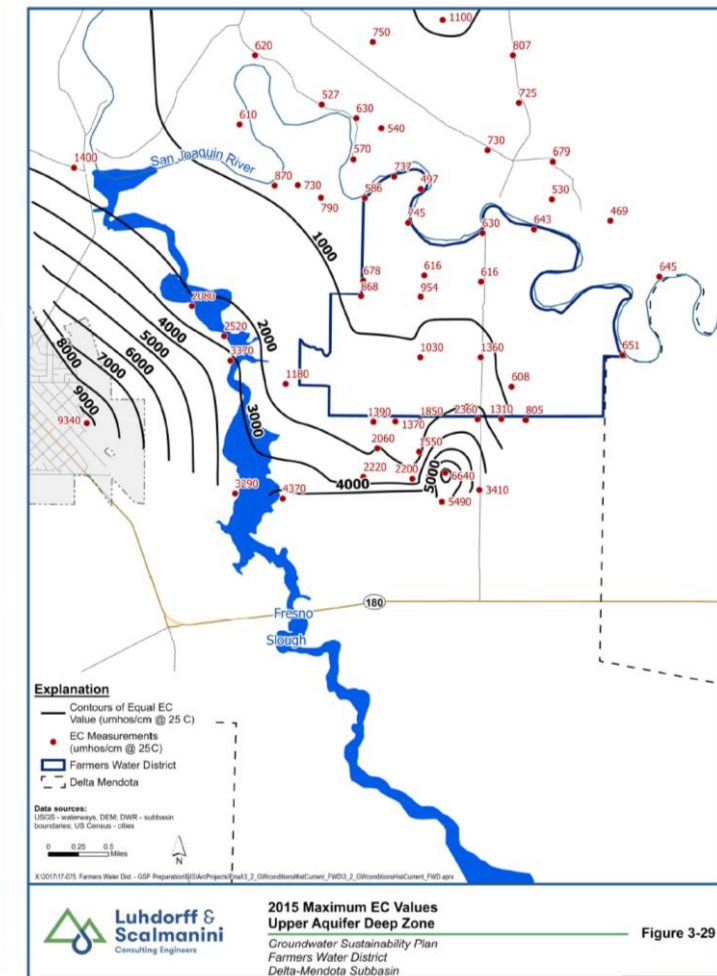 1100
750
620
807
527
725
610
630
540
730
570
679
1400
San Joaquin River
870
730
737
497
586
530
790
745
469
630
643
1000
678
616
616
645
868
954
2080
2000
4000
2520
5000
3370
1030
1360
651
6000
8000
7000
1180
608
9000
3000
9340
1390
1370
1850
2360
1310
805
2060
1550
2220
2200
5000
6640
4000
3290
4370
3410
5490
180
Fresno
Slough
Explanation
Contours of Equal EC
Value (umhos/cm @ 25 C)
EC Measurements
(umhos/cm @ 25C)
Farmers Water District
Delta Mendota
Data sources:
USGS - waterways, DEM; DWR - subbasin
boundaries; US Census - cities
0 0.25 0.5
Miles
N
Luhdorff &
Scalmanini
Consulting Engineers
2015 Maximum EC Values
Upper Aquifer Deep Zone
Groundwater Sustainability Plan
Farmers Water District
Delta-Mendota Subbasin
Figure 3-29